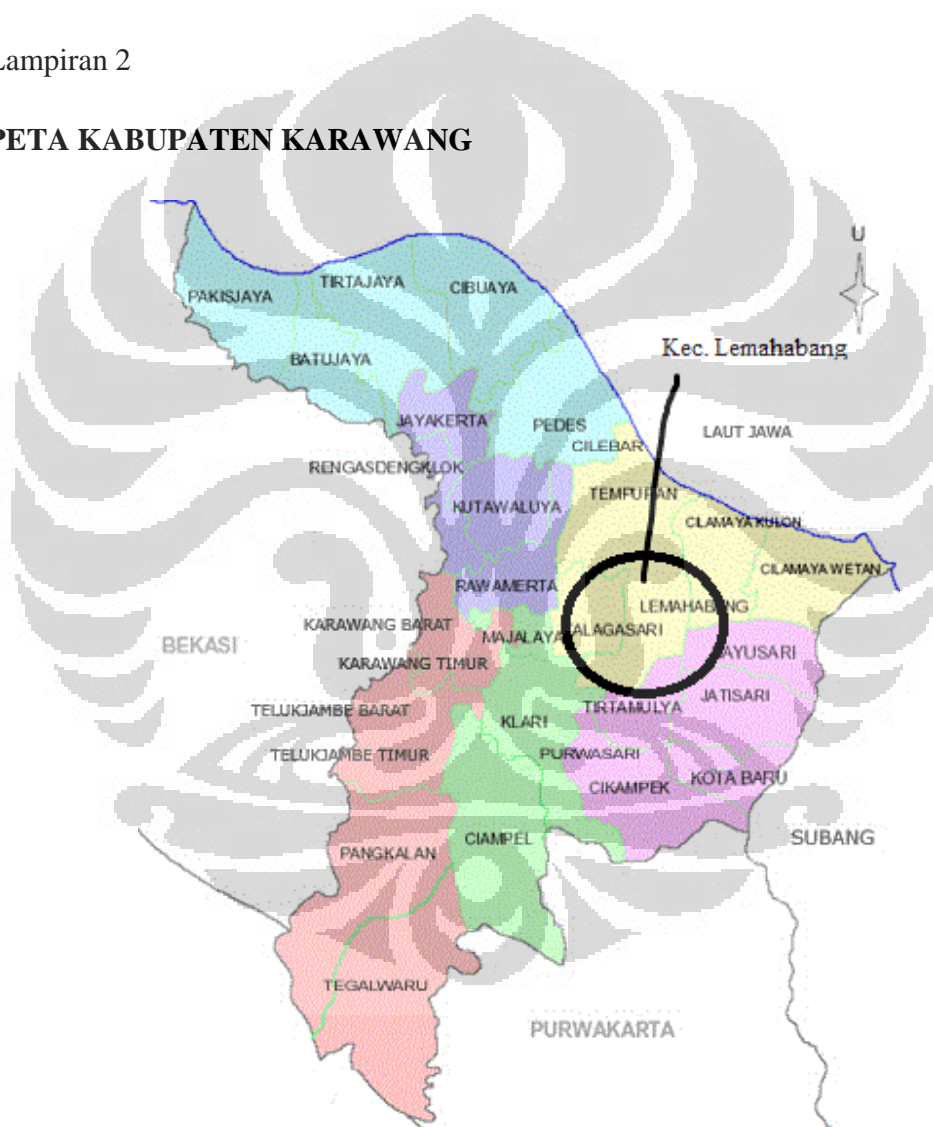 Lampiran 2
PETA KABUPATEN KARAWANG
U
PAKISJAYA
TIRTAJAYA
CIBUAYA
BATUJAYA
Kec. Lemahabang
JAYAKERTA
PEDES
CILEBAR
LAUT JAWA
RENGASDENGKLOK
KUTAWALUYA
TEMPURAN
CILAMAYA KULON
CILAMAYA WETAN
RAWAMERTA
LEMAHABANG
KARAWANG BARAT
MAJALAYA
TALAGASARI
BEKASI
KARAWANG TIMUR
AYUSARI
TELUKJAMBE BARAT
KLARI
TIRTAMULYA
JATISARI
TELUKJAMBE TIMUR
PURWASARI
CIKAMPEK
KOTA BARU
PANGKALAN
CIAMPEL
SUBANG
TEGALWARU
PURWAKARTA